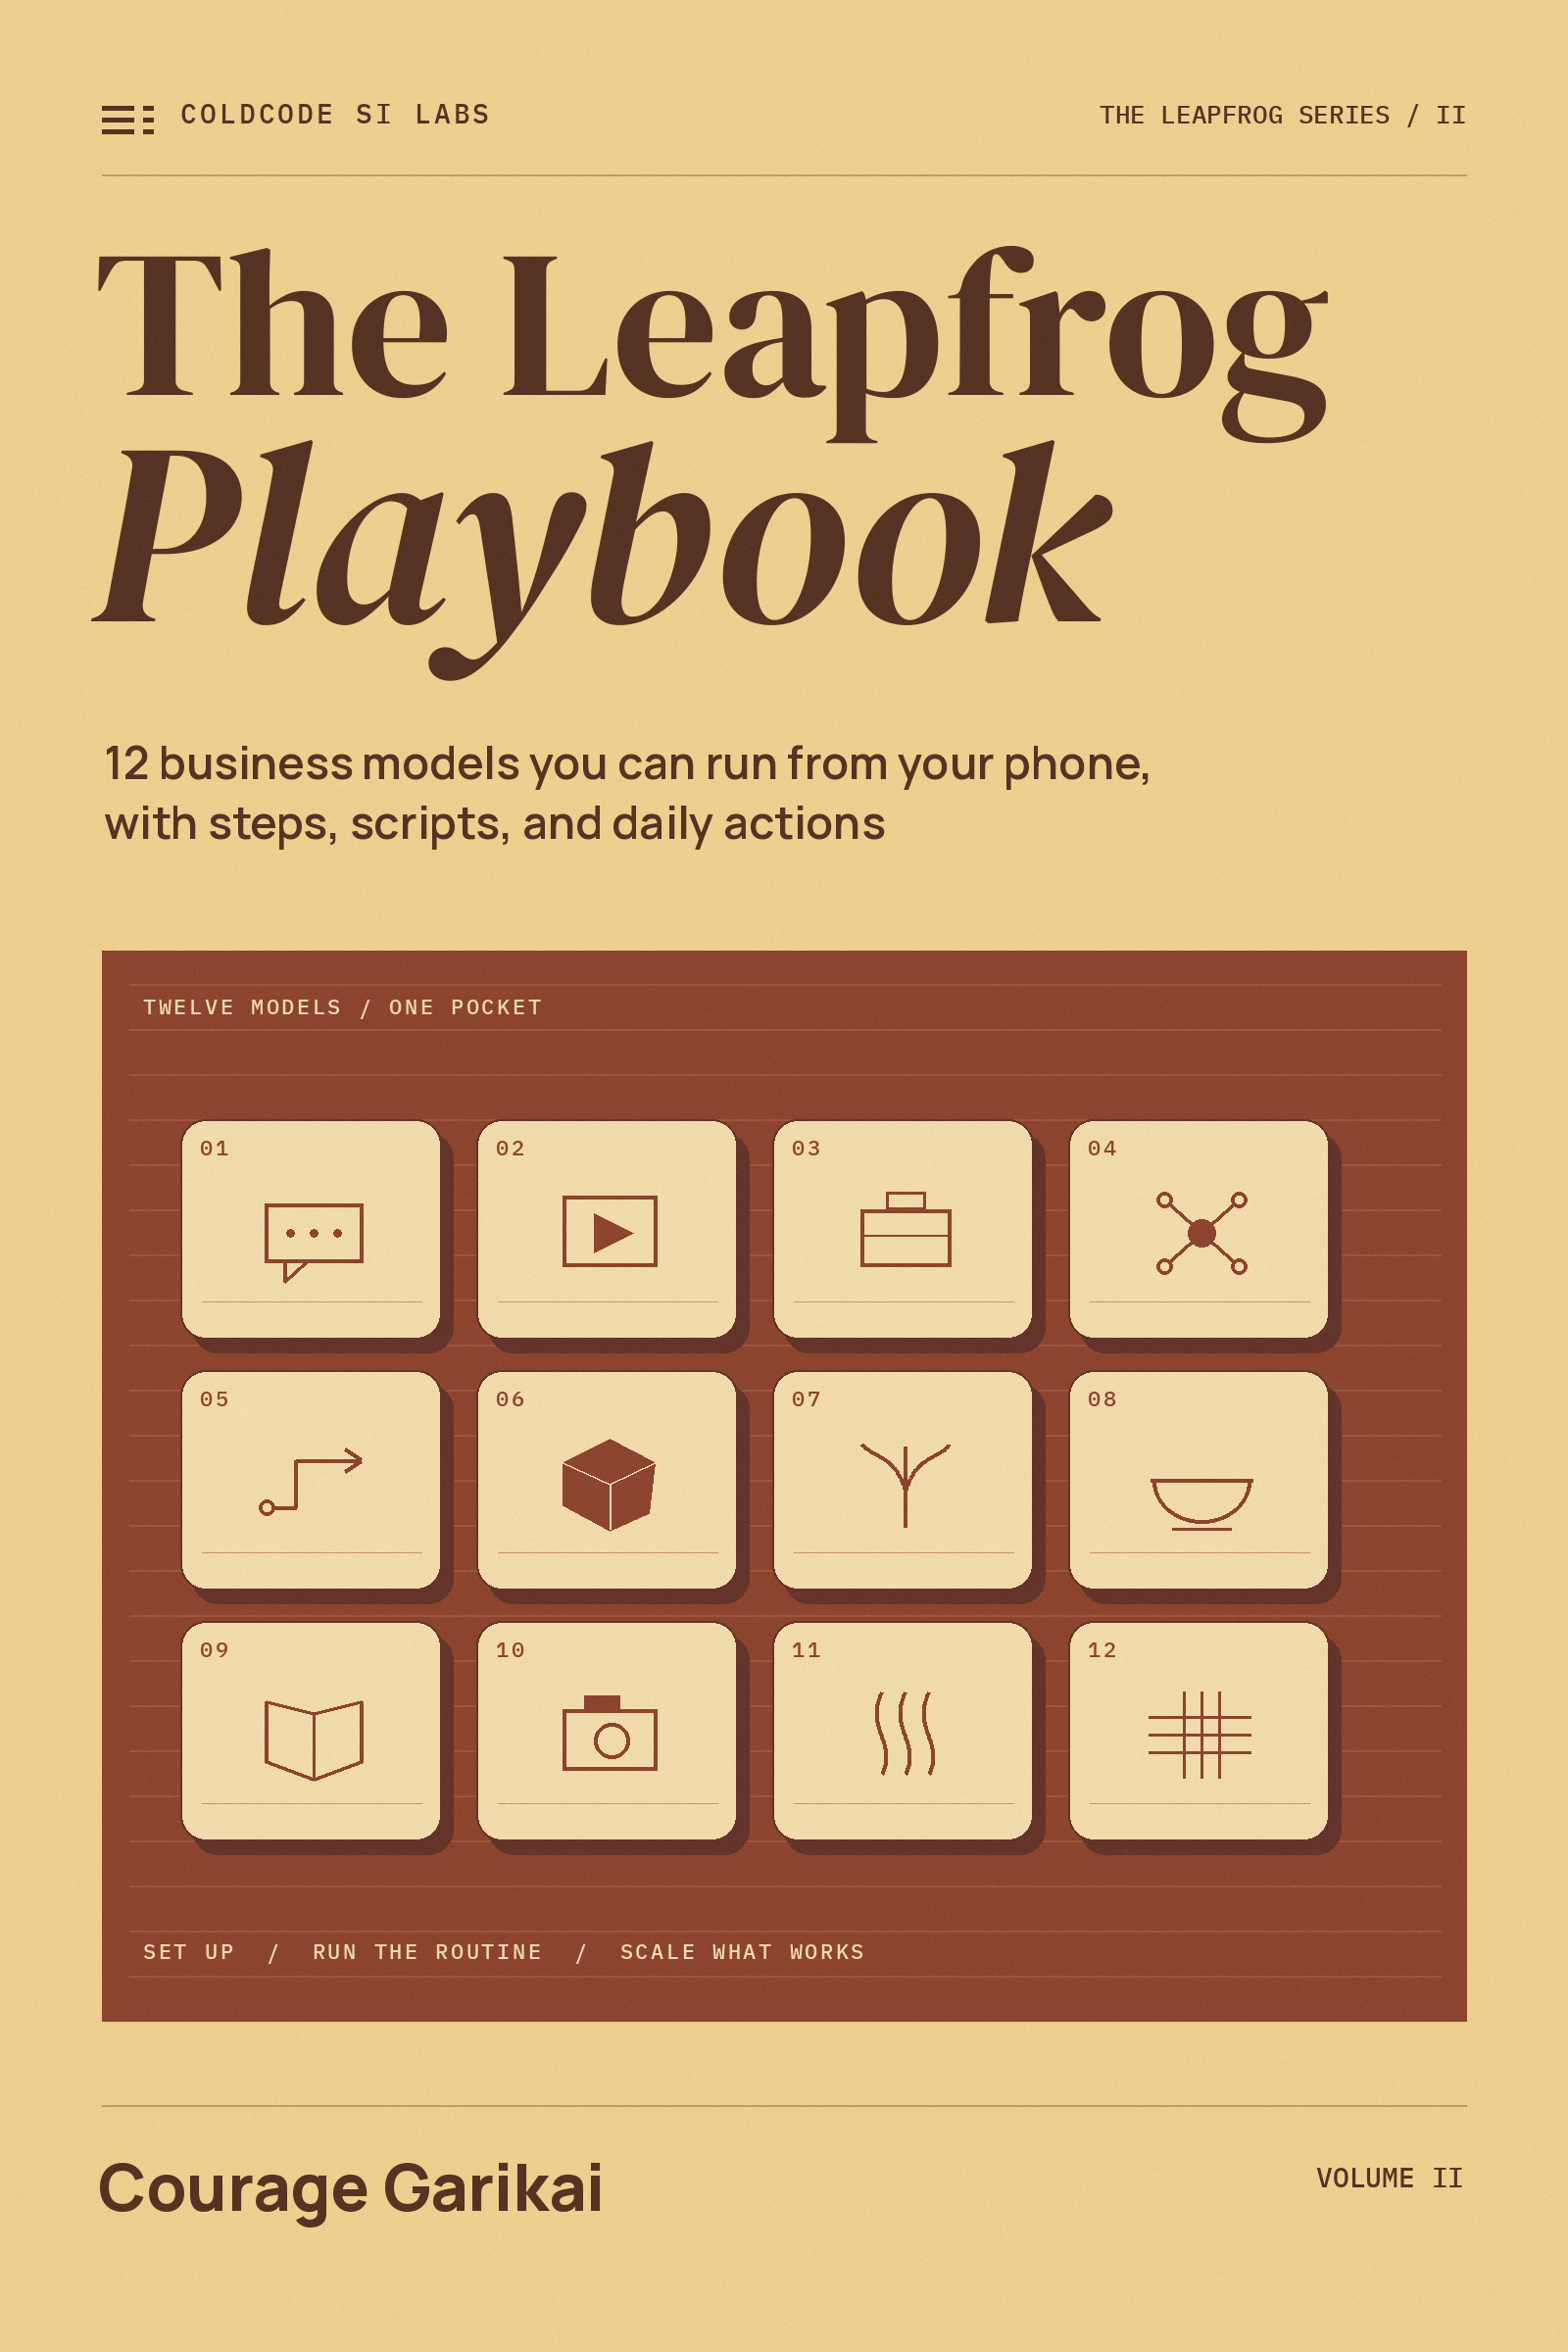 COLDCODE SI LABS
THE LEAPFROG SERIES / II
The Leapfrog
Playbook
12 business models you can run from your phone,
with steps, scripts, and daily actions
TWELVE MODELS / ONE POCKET
01
02
03
04
05
06
07
08
09
10
11
12
SET UP / RUN THE ROUTINE / SCALE WHAT WORKS
Courage Garikai
VOLUME II